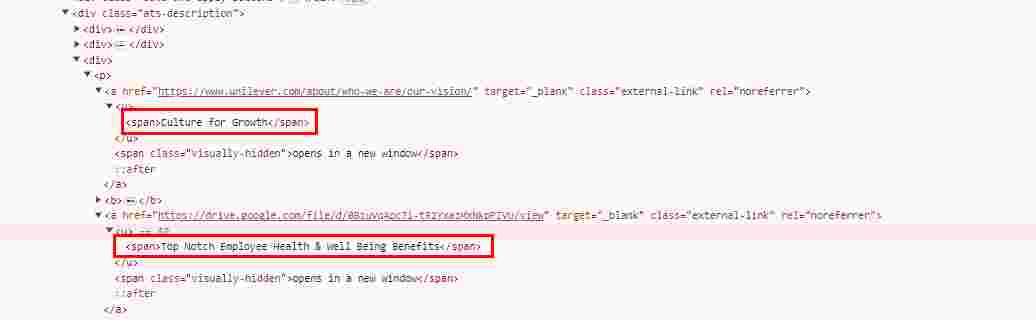 <div class="ats-description">
<div>…</div>
<div>…</div>
<div>
<p>
<a href="https://www.unilever.com/about/who-we-are/our-vision/" target="_blank" class="external-link" rel="noreferrer">
<u>
<span>Culture for Growth</span>
</u>
<span class="visually-hidden">opens in a new window</span>
::after
</a>
<b>…</b>
<a href="https://drive.google.com/file/d/ target="_blank" class="external-link" rel="noreferrer">
<u> == $0
<span>Top Notch Employee Health & Well Being Benefits</span>
</u>
<span class="visually-hidden">opens in a new window</span>
::after
</a>